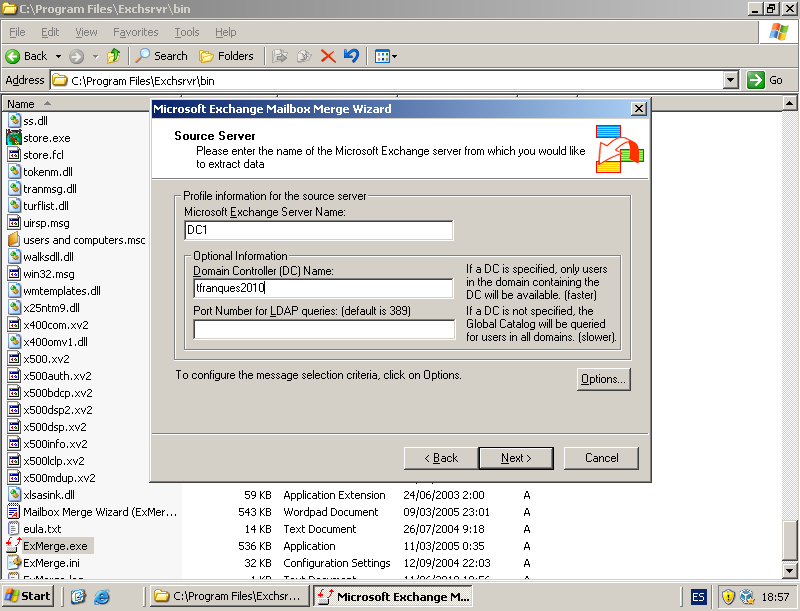 C:\Program Files\Exchsrvr\bin
File Edit View Favorites Tools Help
Back Search Folders
Address C:\Program Files\Exchsrvr\bin Go
Name
ss.dll
store.exe
store.fcl
tokenm.dll
tranmsg.dll
turflist.dll
uirsp.msg
users and computers.msc
walksdll.dll
win32.msg
wmtemplates.dll
x25ntm9.dll
x400com.xv2
x400omv1.dll
x500.xv2
x500auth.xv2
x500bdcp.xv2
x500dsp2.xv2
x500dsp.xv2
x500info.xv2
x500lclp.xv2
x500mdup.xv2
xlsasink.dll 59 KB Application Extension 24/06/2003 2:00 A
Mailbox Merge Wizard (ExMer... 543 KB Wordpad Document 09/03/2005 23:01 A
eula.txt 14 KB Text Document 26/07/2004 9:18 A
ExMerge.exe 536 KB Application 11/03/2005 0:35 A
ExMerge.ini 32 KB Configuration Settings 12/09/2004 22:03 A
Microsoft Exchange Mailbox Merge Wizard
Source Server
Please enter the name of the Microsoft Exchange server from which you would like
to extract data
Profile information for the source server
Microsoft Exchange Server Name:
DC1
Optional Information
Domain Controller (DC) Name:
tfranques2010
Port Number for LDAP queries: (default is 389)
If a DC is specified, only users
in the domain containing the
DC will be available. (faster)
If a DC is not specified, the
Global Catalog will be queried
for users in all domains. (slower).
To configure the message selection criteria, click on Options.
Options...
< Back Next > Cancel
Start C:\Program Files\Exchsr... Microsoft Exchange M... ES 18:57